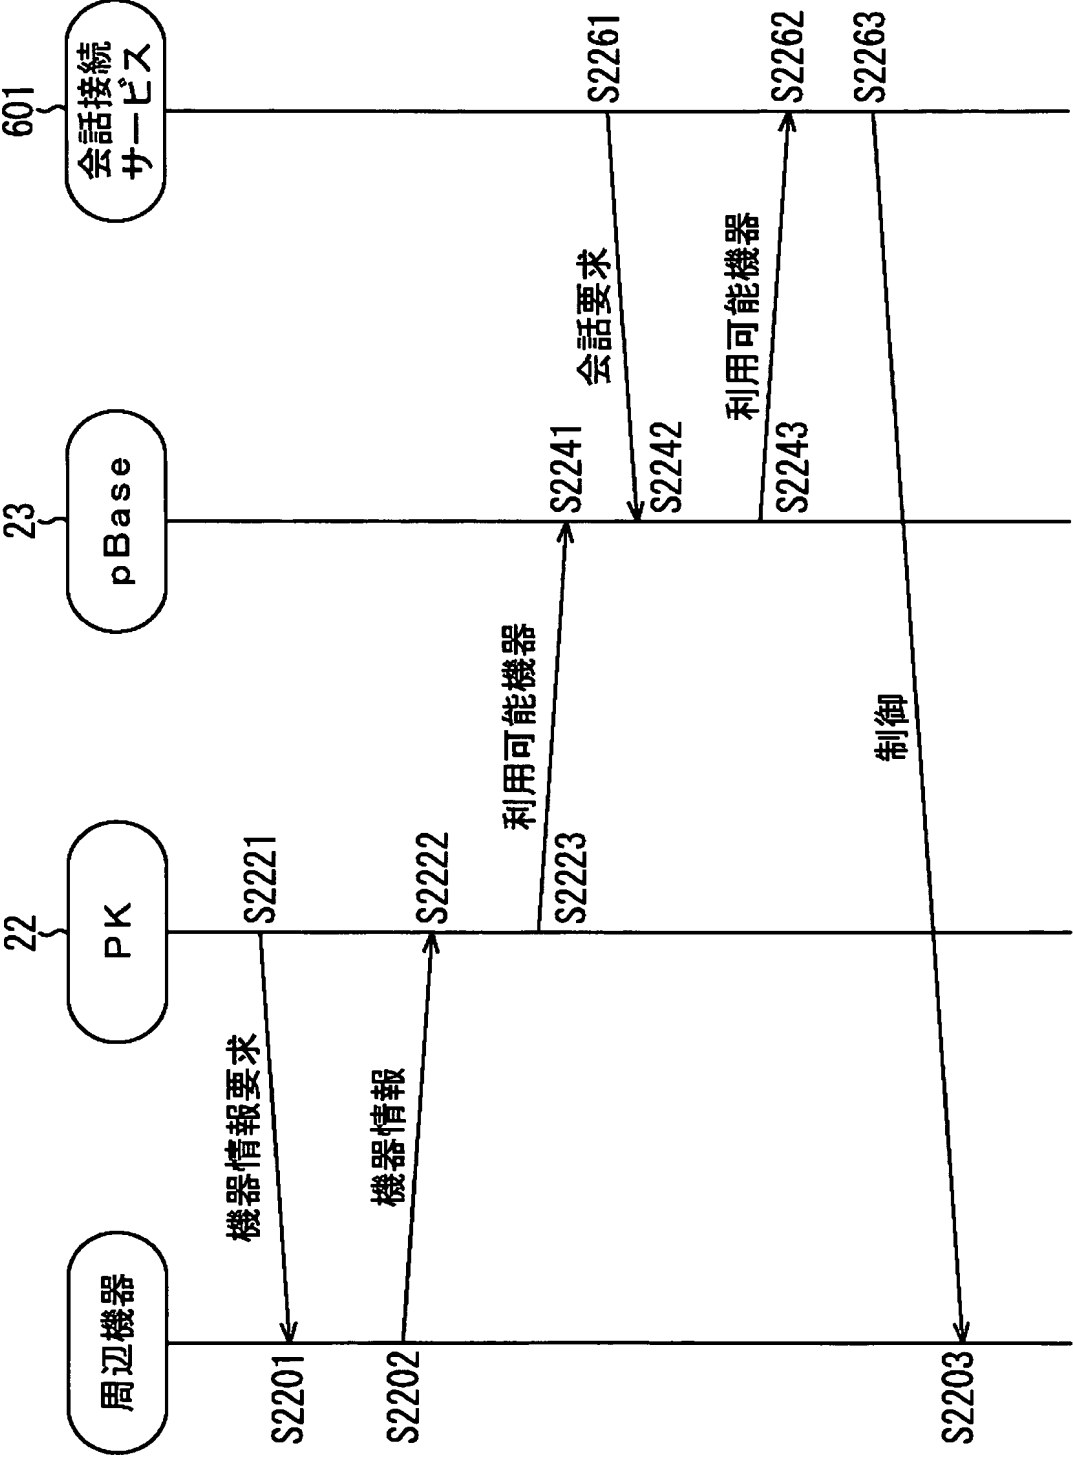 周辺機器
22
PK
23
pBase
601
会話接続
サービス
S2201
機器情報要求
S2221
S2202
機器情報
S2222
S2223
利用可能機器
S2241
S2242
会話要求
S2261
S2243
利用可能機器
S2262
S2203
制御
S2263